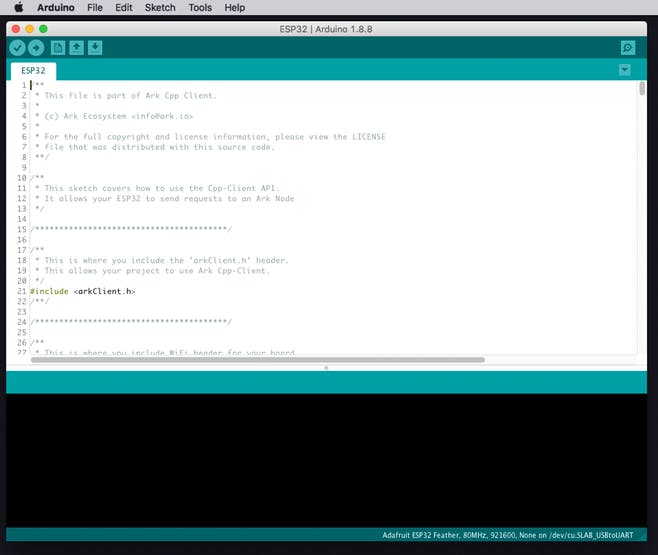 Arduino File Edit Sketch Tools Help
ESP32 | Arduino 1.8.8
ESP32
1 /**
2 * This file is part of Ark Cpp Client.
3 *
4 * (c) Ark Ecosystem <info@ark.io>
5 *
6 * For the full copyright and license information, please view the LICENSE
7 * file that was distributed with this source code.
8 **/
9
10 /**
11 * This sketch covers how to use the Cpp-Client API.
12 * It allows your ESP32 to send requests to an Ark Node
13 */
14
15 /****************************************/
16
17 /**
18 * This is where you include the 'arkClient.h' header.
19 * This allows your project to use Ark Cpp-Client.
20 */
21 #include <arkClient.h>
22 /**/
23
24 /****************************************/
25
26 /**
27 * This is where you include WiFi header for your board
Adafruit ESP32 Feather, 80MHz, 921600, None on /dev/cu.SLAB_USBtoUART